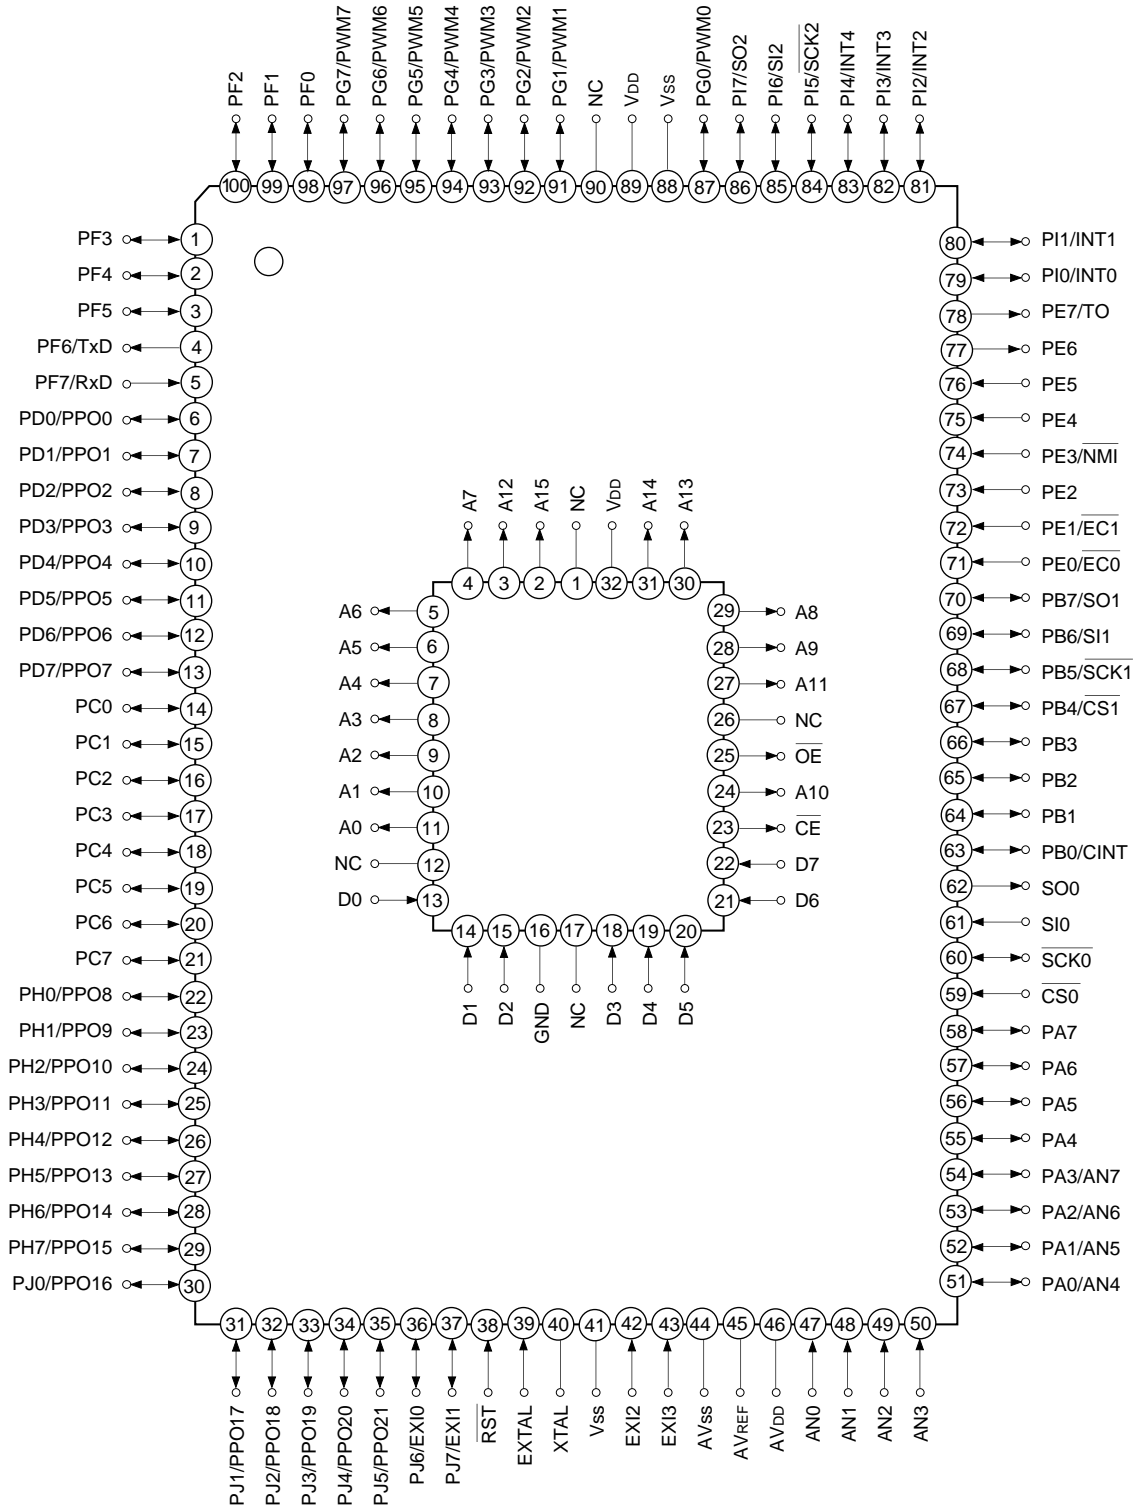 PF2
PF1
PF0
PG7/PWM7
PG6/PWM6
PG5/PWM5
PG4/PWM4
PG3/PWM3
PG2/PWM2
PG1/PWM1
NC
VDD
VSS
PG0/PWM0
PI7/SO2
PI6/SI2
PI5/SCK2
PI4/INT4
PI3/INT3
PI2/INT2
100 99 98 97 96 95 94 93 92 91 90 89 88 87 86 85 84 83 82 81
PF3 1
PF4 2
PF5 3
PF6/TxD 4
PF7/RxD 5
PD0/PPO0 6
PD1/PPO1 7
PD2/PPO2 8
PD3/PPO3 9
PD4/PPO4 10
PD5/PPO5 11
PD6/PPO6 12
PD7/PPO7 13
PC0 14
PC1 15
PC2 16
PC3 17
PC4 18
PC5 19
PC6 20
PC7 21
PH0/PPO8 22
PH1/PPO9 23
PH2/PPO10 24
PH3/PPO11 25
PH4/PPO12 26
PH5/PPO13 27
PH6/PPO14 28
PH7/PPO15 29
PJ0/PPO16 30
A7
A12
A15
NC
VDD
A14
A13
4 3 2 1 32 31 30
A6 5
A5 6
A4 7
A3 8
A2 9
A1 10
A0 11
NC 12
D0 13
29 A8
28 A9
27 A11
26 NC
25 OE
24 A10
23 CE
22 D7
21 D6
14 15 16 17 18 19 20
D1
D2
GND
NC
D3
D4
D5
80 PI1/INT1
79 PI0/INT0
78 PE7/TO
77 PE6
76 PE5
75 PE4
74 PE3/NMI
73 PE2
72 PE1/EC1
71 PE0/EC0
70 PB7/SO1
69 PB6/SI1
68 PB5/SCK1
67 PB4/CS1
66 PB3
65 PB2
64 PB1
63 PB0/CINT
62 SO0
61 SI0
60 SCK0
59 CS0
58 PA7
57 PA6
56 PA5
55 PA4
54 PA3/AN7
53 PA2/AN6
52 PA1/AN5
51 PA0/AN4
31 32 33 34 35 36 37 38 39 40 41 42 43 44 45 46 47 48 49 50
PJ1/PPO17
PJ2/PPO18
PJ3/PPO19
PJ4/PPO20
PJ5/PPO21
PJ6/EXI0
PJ7/EXI1
RST
EXTAL
XTAL
Vss
EXI2
EXI3
AVss
AVREF
AVDD
AN0
AN1
AN2
AN3